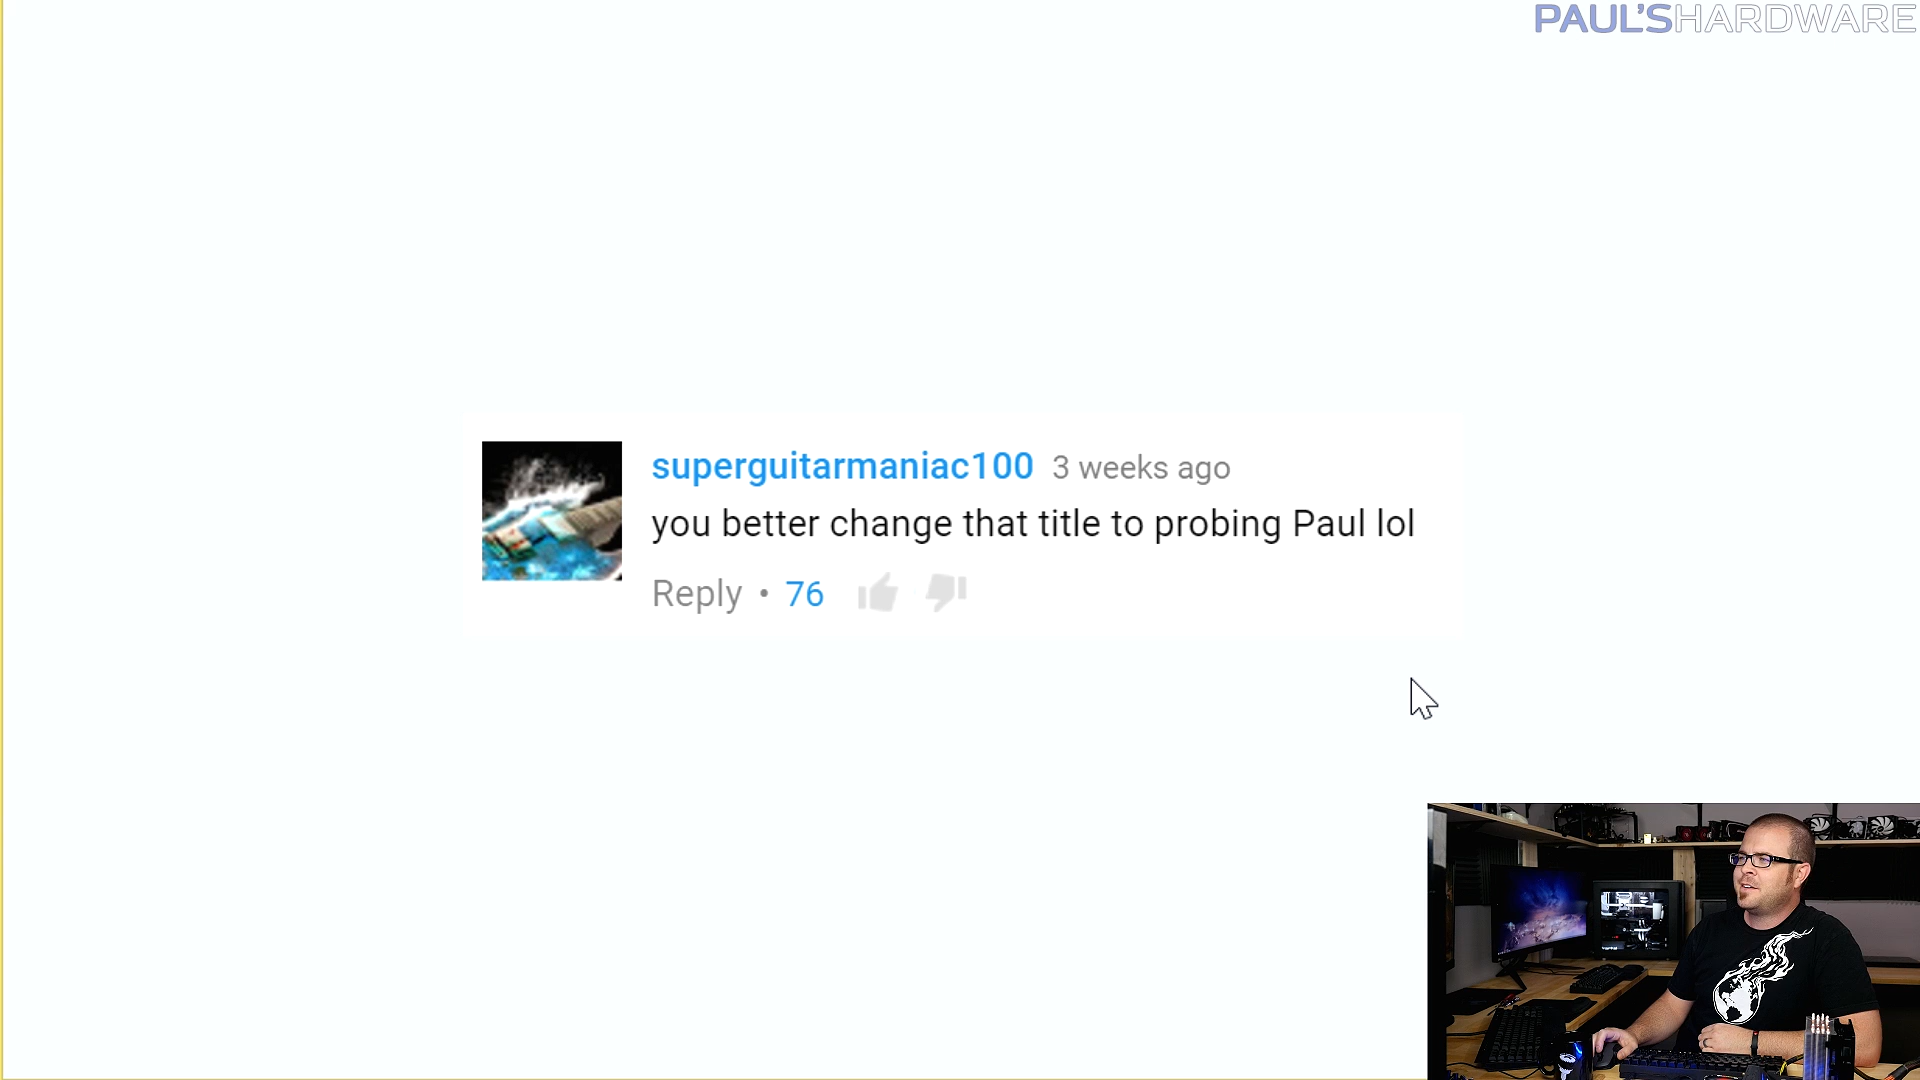 PAUL'SHARDWARE
superguitarmaniac100 3 weeks ago
you better change that title to probing Paul lol
Reply • 76